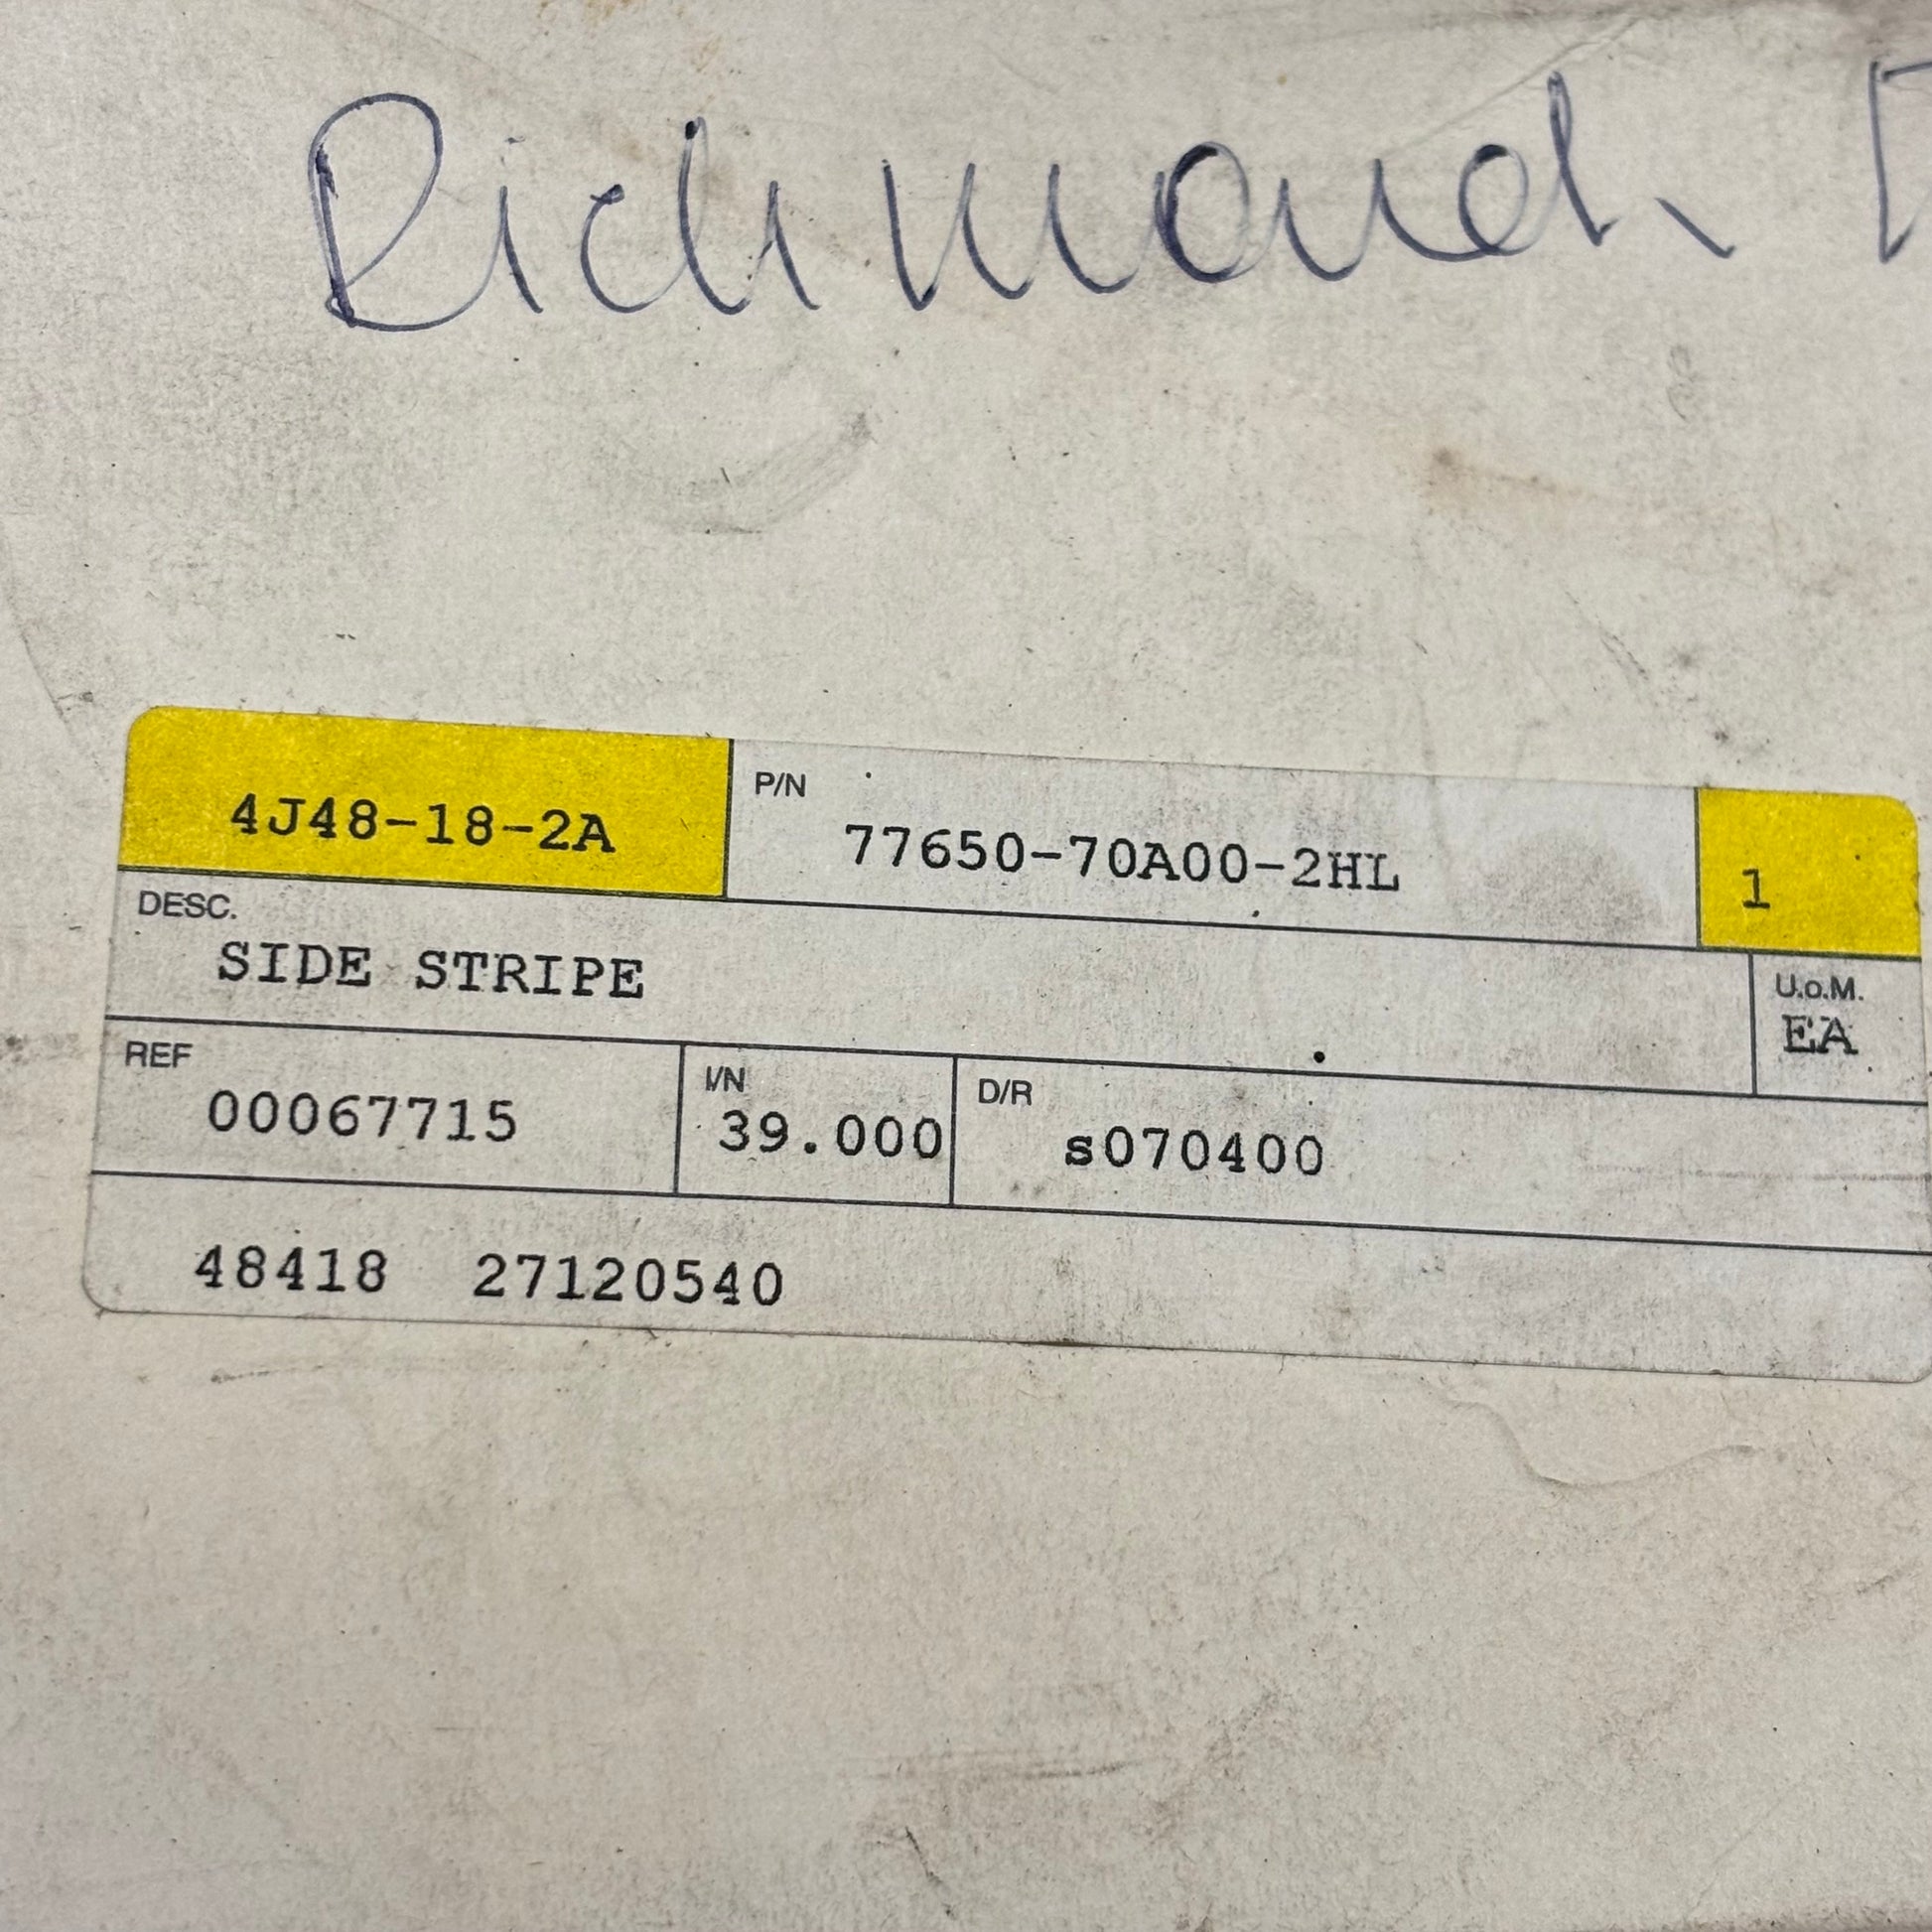 Richmond,
4J48-18-2A P/N 77650-70A00-2HL 1
DESC. SIDE STRIPE U.o.M. EA
REF 00067715 I/N 39.000 D/R s070400
48418 27120540